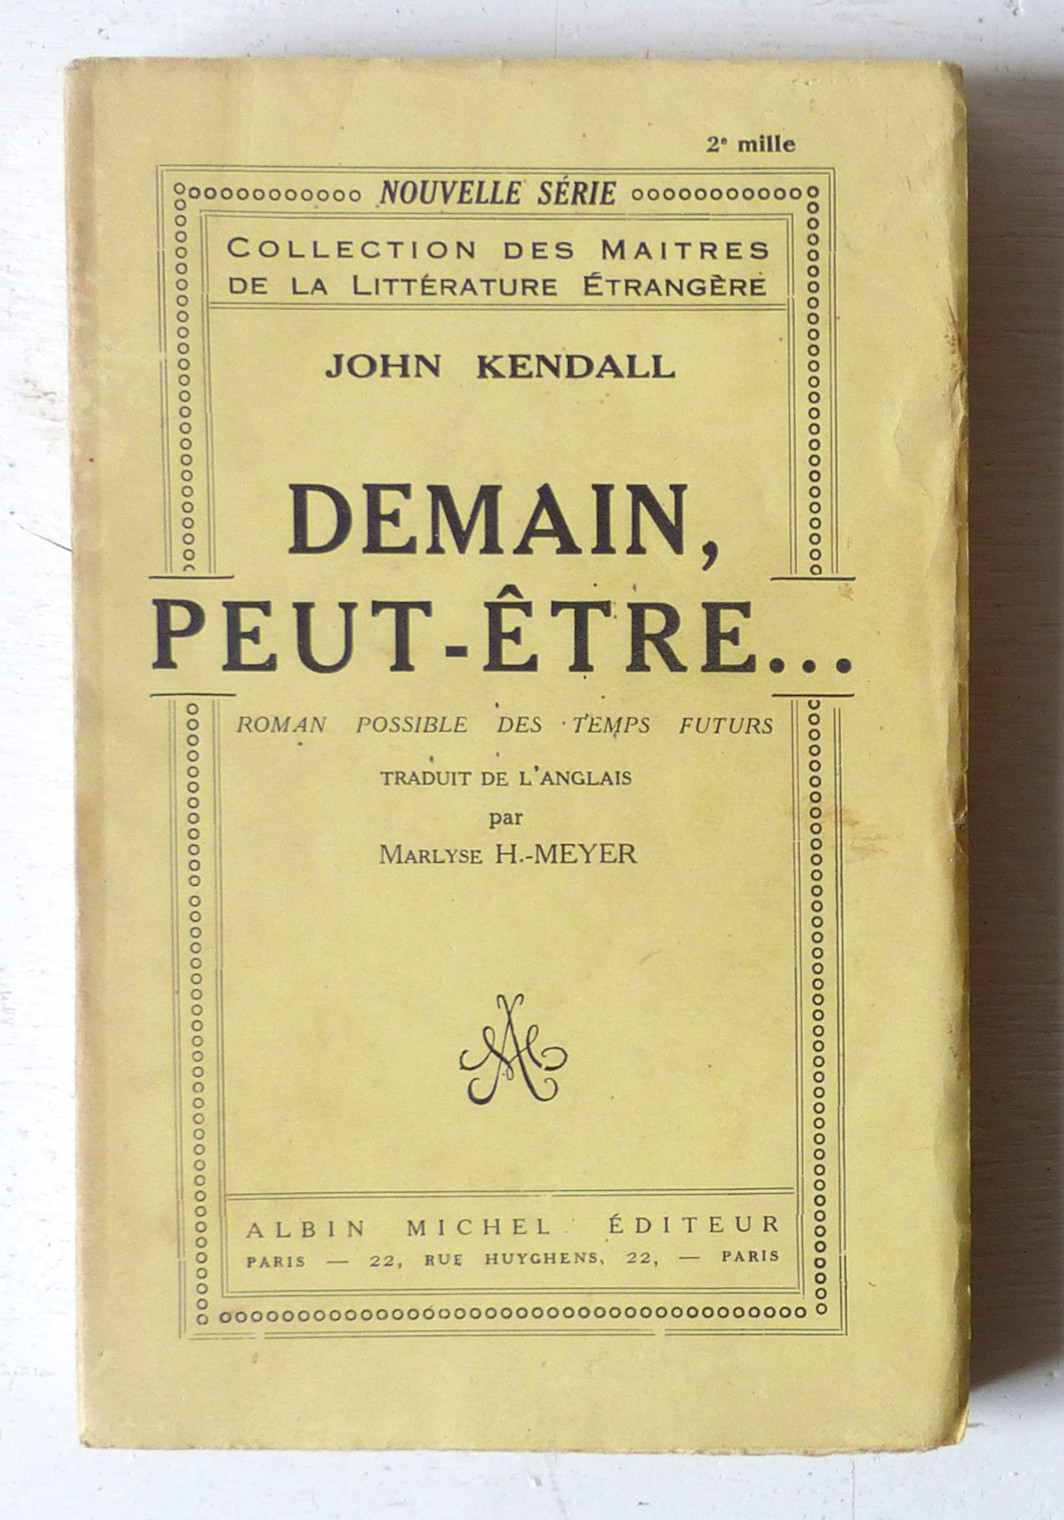 2e mille
NOUVELLE SÉRIE
COLLECTION DES MAITRES
DE LA LITTÉRATURE ÉTRANGÈRE
JOHN KENDALL
DEMAIN,
PEUT-ÊTRE...
ROMAN POSSIBLE DES TEMPS FUTURS
TRADUIT DE L'ANGLAIS
par
MARLYSE H.-MEYER
ALBIN MICHEL ÉDITEUR
PARIS — 22, RUE HUYGHENS, 22, — PARIS